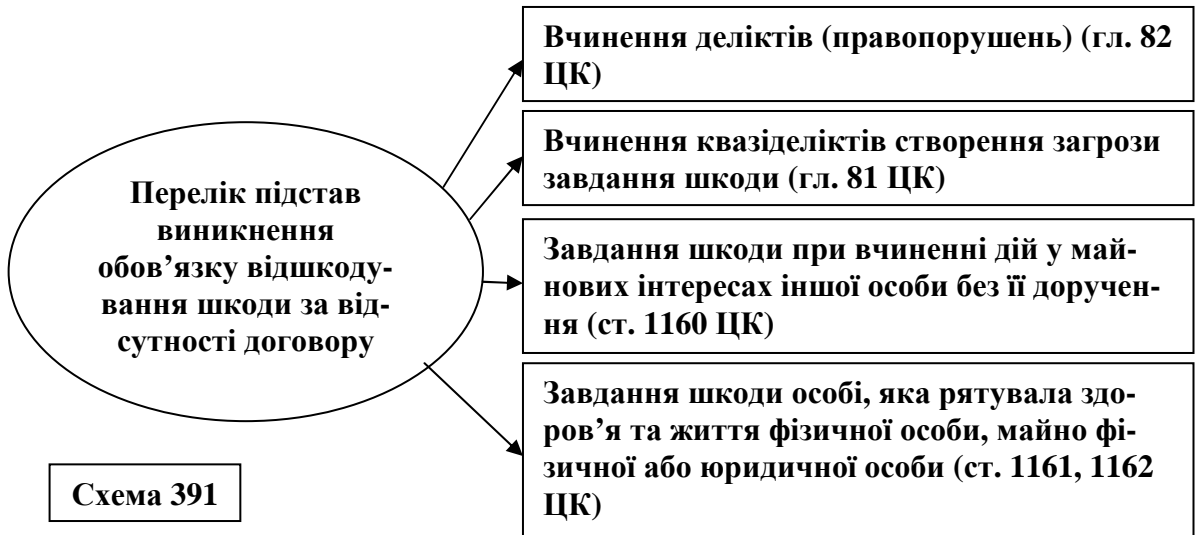 Вчинення деліктів (правопорушень) (гл. 82
ЦК)
Вчинення квазіделіктів створення загрози
завдання шкоди (гл. 81 ЦК)
Перелік підстав
виникнення
обов’язку відшкоду-
вання шкоди за від-
сутності договору
Завдання шкоди при вчиненні дій у май-
нових інтересах іншої особи без її доручен-
ня (ст. 1160 ЦК)
Завдання шкоди особі, яка рятувала здо-
ров’я та життя фізичної особи, майно фі-
зичної або юридичної особи (ст. 1161, 1162
ЦК)
Схема 391